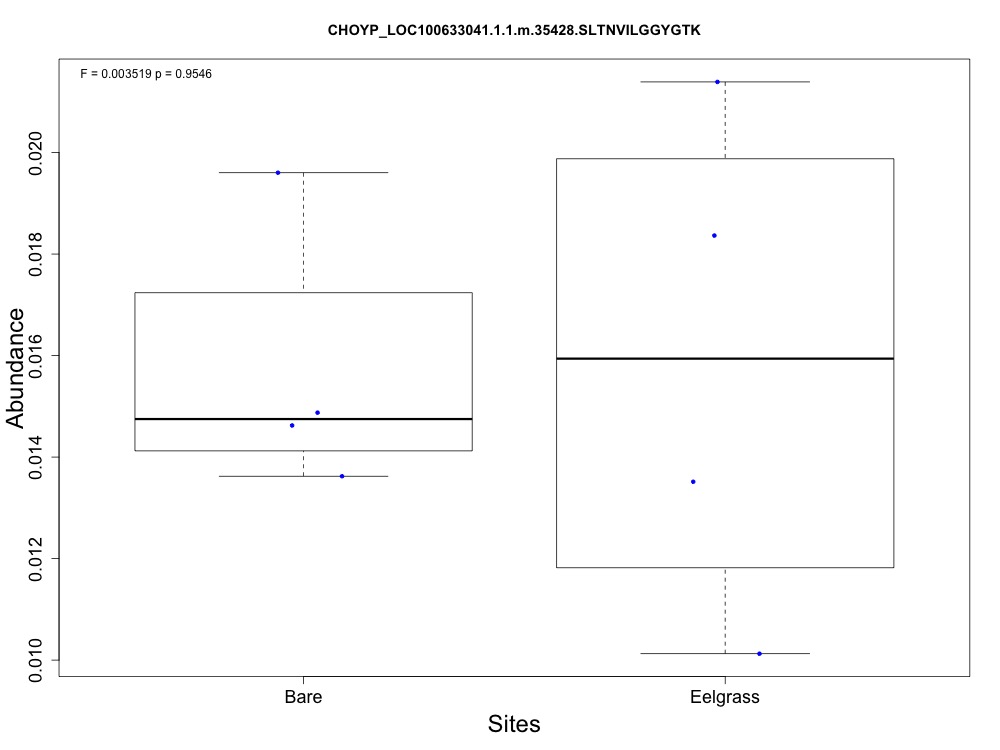 CHOYP_LOC100633041.1.1.m.35428.SLTNVILGGYGTK
F = 0.003519 p = 0.9546
0.020
0.018
0.016
0.014
0.012
0.010
Abundance
Bare
Eelgrass
Sites